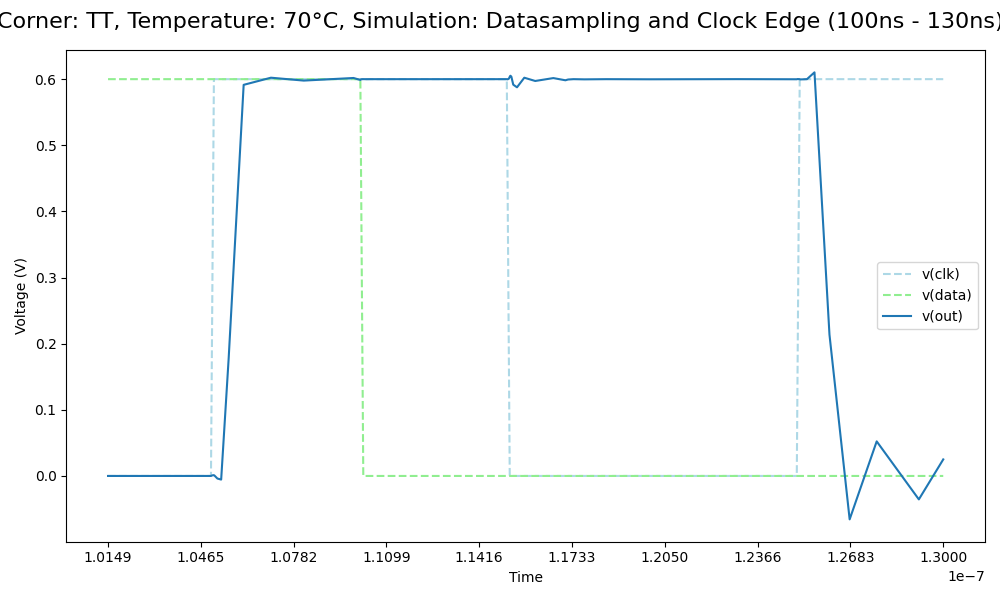 Corner: TT, Temperature: 70°C, Simulation: Datasampling and Clock Edge (100ns - 130ns)
0.6
0.5
0.4
0.3
0.2
0.1
0.0
Voltage (V)
v(clk)
v(data)
v(out)
1.0149 1.0465 1.0782 1.1099 1.1416 1.1733 1.2050 1.2366 1.2683 1.3000
1e−7
Time